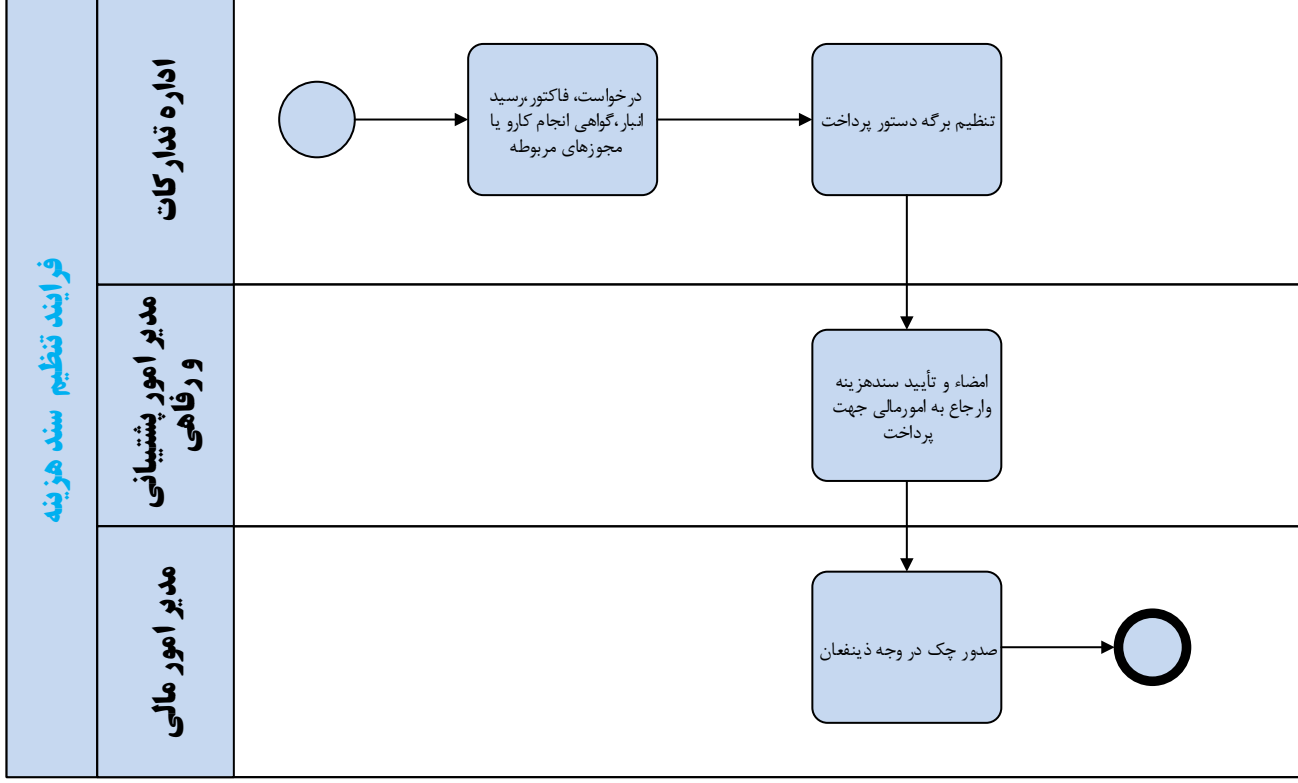 فرایند تنظیم سند هزینه
اداره تدارکات
درخواست، فاکتور،رسید
انبار،گواهی انجام کارو یا
مجوزهای مربوطه
تنظیم برگه دستور پرداخت
مدیر امور پشتیبانی
و رفاهی
امضاء و تأیید سندهزینه
وارجاع به امورمالی جهت
پرداخت
مدیر امور مالی
صدور چک در وجه ذینفعان